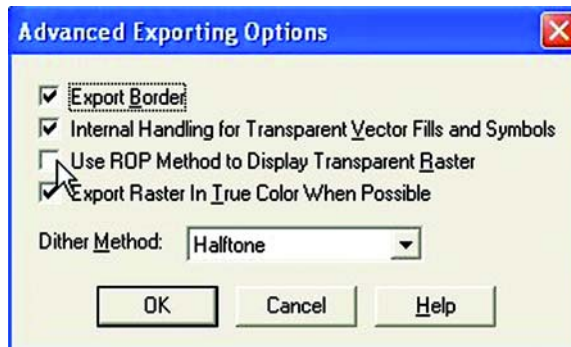 Advanced Exporting Options
Export Border
Internal Handling for Transparent Vector Fills and Symbols
Use ROP Method to Display Transparent Raster
Export Raster In True Color When Possible
Dither Method: Halftone
OK Cancel Help